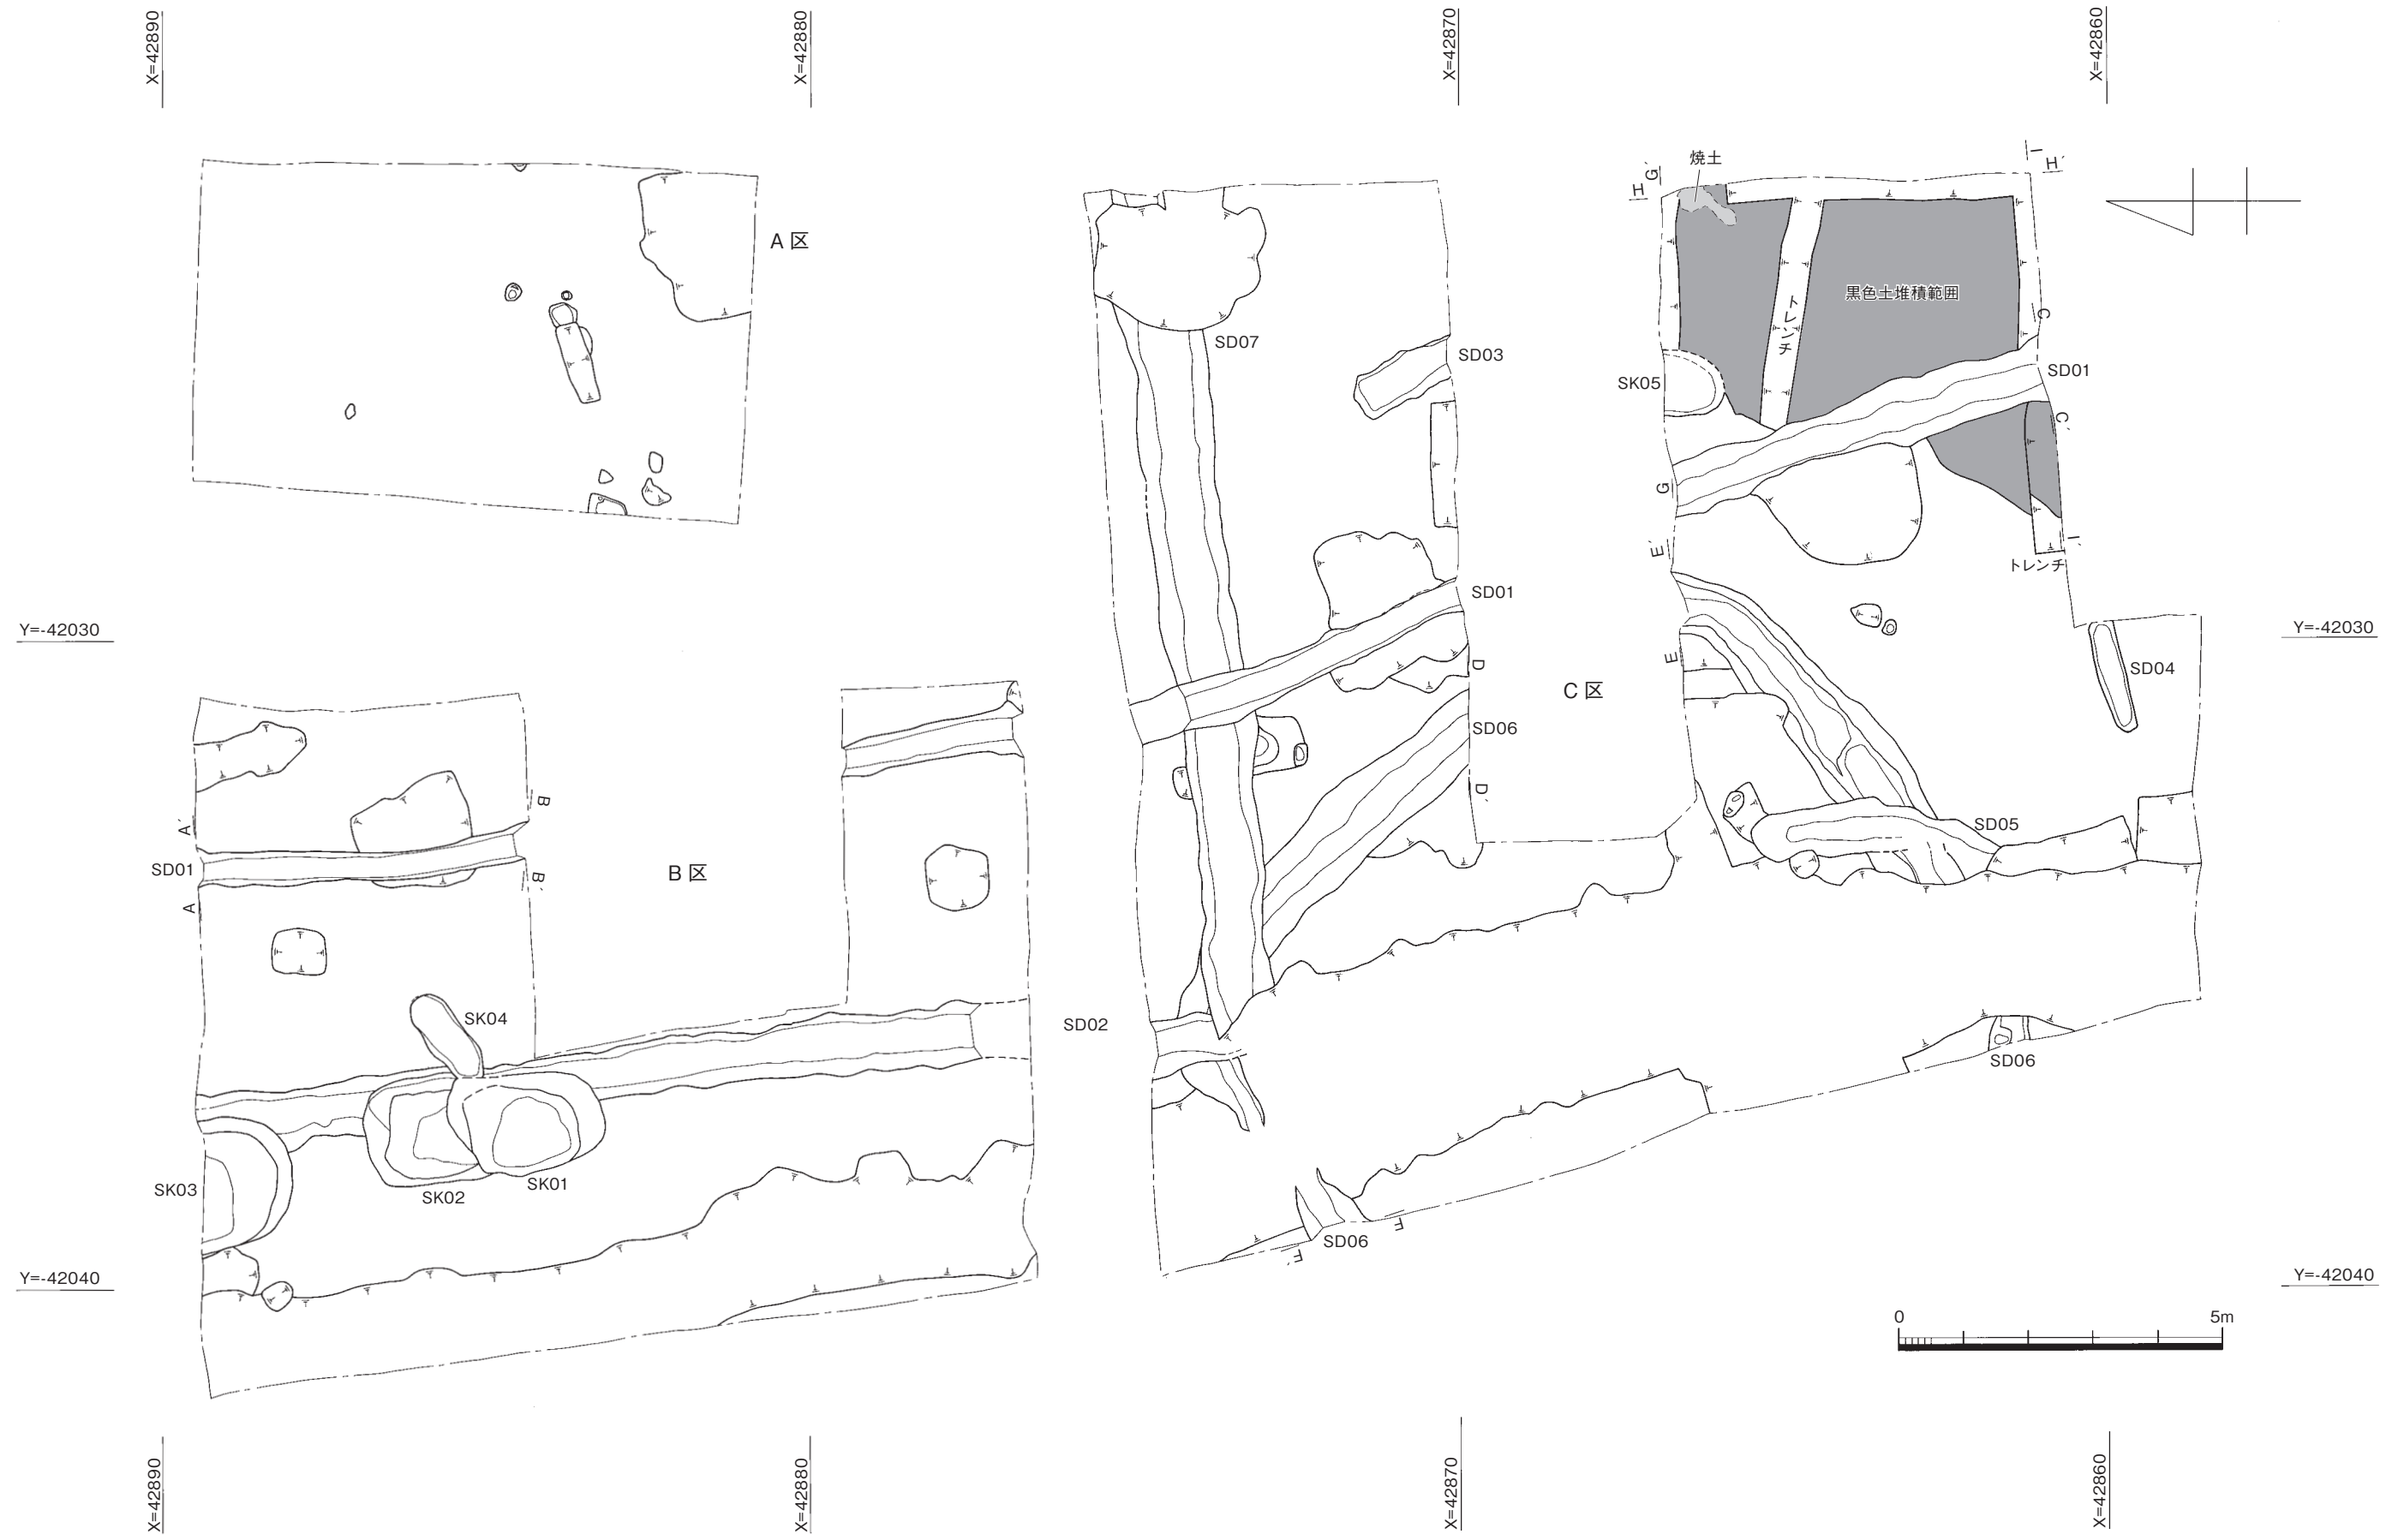 X=42890
X=42880
X=42870
X=42860
焼土
H
G´
I
H´
A区
黒色土堆積範囲
トレンチ
C
SD07
SD03
SK05
SD01
C´
G
E´
I´
トレンチ
SD01
Y=-42030
Y=-42030
E
D
SD04
C区
SD06
D´
B
A´
SD05
SD01
B区
B´
A
SK04
SD02
SD06
SK03
SK02
SK01
F
SD06
F´
Y=-42040
Y=-42040
0
5m
X=42890
X=42880
X=42870
X=42860